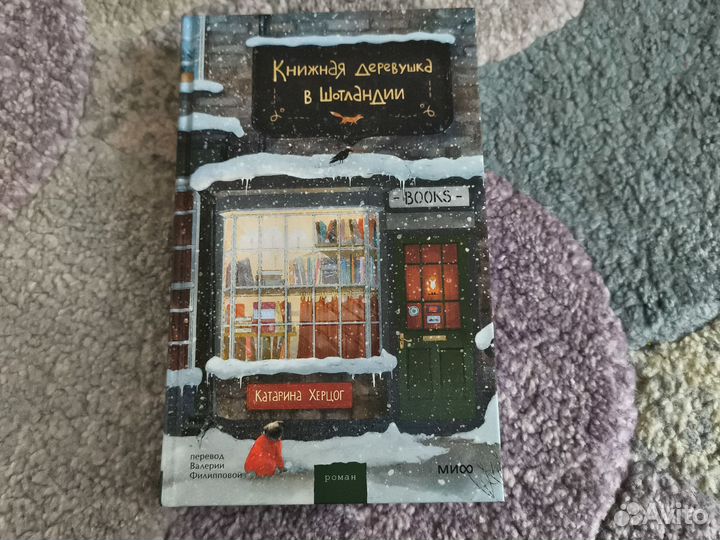 Книжная деревушка
в Шотландии
- BOOKS -
Катарина Херцог
перевод
Валерии
Филипповой
роман
МИФ
Avito